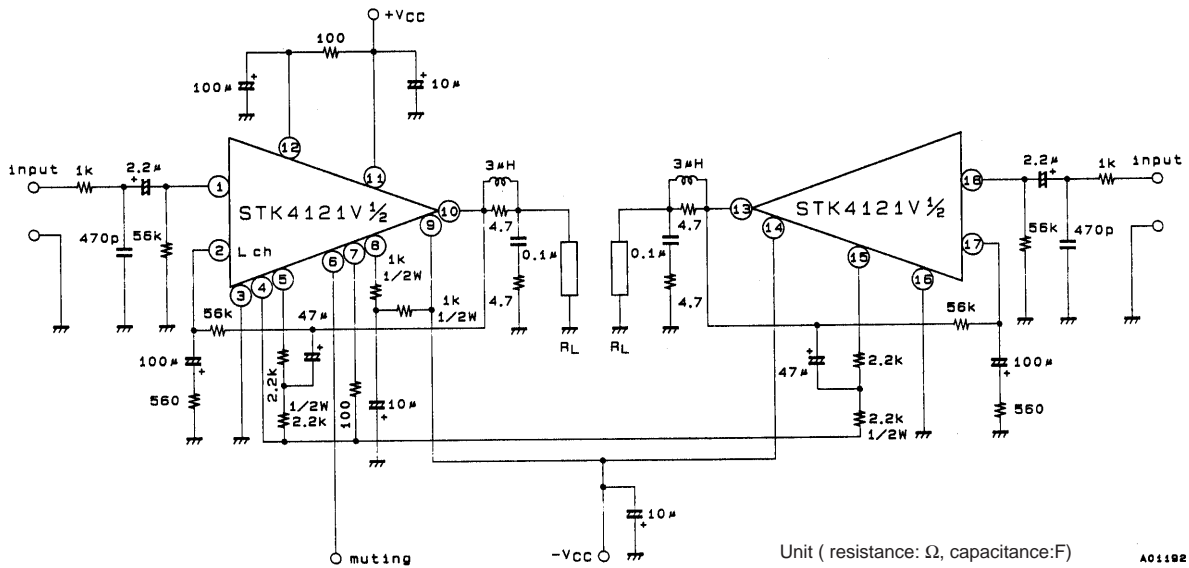 +VCC
100
100µ +
+ 10µ
12
11
input
1k
2.2µ
+
1
470p
56k
STK4121V 1/2
2
Lch
3
4
5
6
7
8
9
10
3µH
4.7
0.1µ
4.7
RL
1k
1/2W
1k
1/2W
56k
47µ
+
100µ
+
560
2.2k
1/2W
2.2k
100
10µ
+
muting
-VCC
10µ
+
3µH
13
4.7
0.1µ
4.7
RL
STK4121V 1/2
14
15
16
17
18
2.2µ
+
1k
input
56k
470p
56k
47µ
+
2.2k
2.2k
1/2W
100µ
+
560
Unit ( resistance: Ω, capacitance:F)
A01192